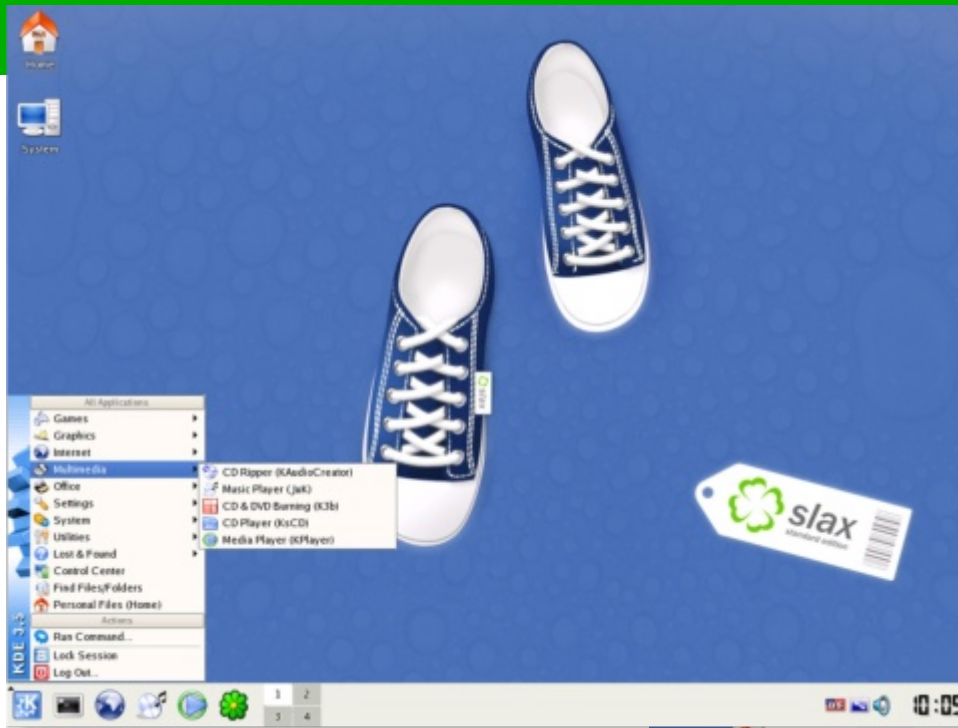 Home
System
slax
slax
standard edition
All Applications
Games
Graphics
Internet
Multimedia
Office
Settings
System
Utilities
Lost & Found
Control Center
Find Files/Folders
Personal Files (Home)
Actions
Run Command...
Lock Session
Log Out...
KDE 3.5
CD Ripper (KAudioCreator)
Music Player (JuK)
CD & DVD Burning (K3b)
CD Player (KsCD)
Media Player (KPlayer)
1 2
3 4
US
10:05